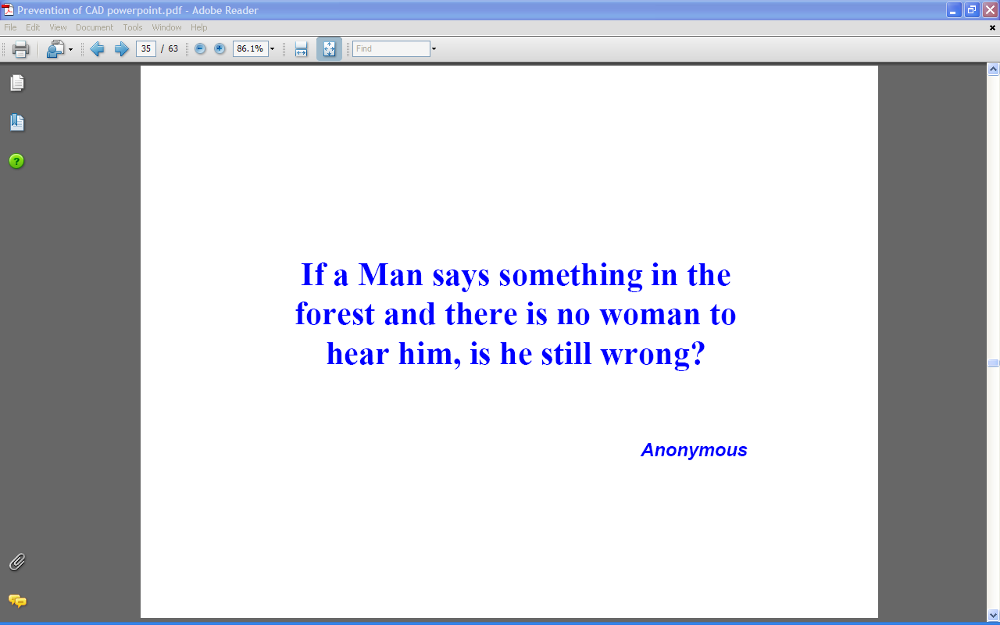 Prevention of CAD powerpoint.pdf - Adobe Reader
File Edit View Document Tools Window Help
35 / 63 86.1% Find
If a Man says something in the
forest and there is no woman to
hear him, is he still wrong?
Anonymous